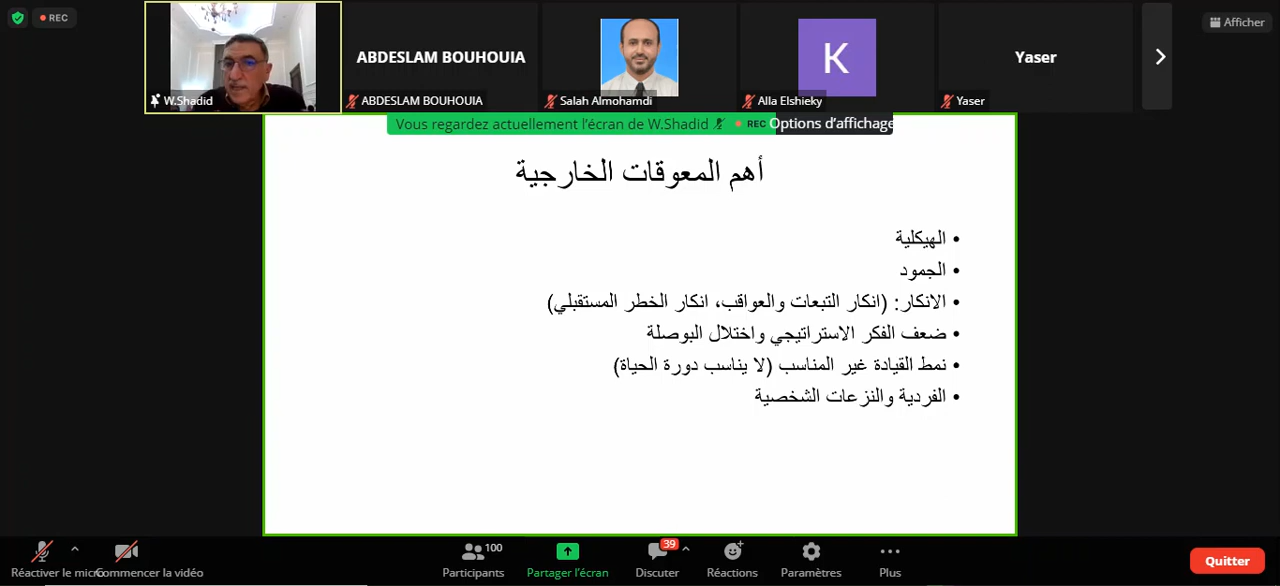 REC
Afficher
ABDESLAM BOUHOUIA
K
Yaser
W.Shadid
ABDESLAM BOUHOUIA
Salah Almohamdi
Alla Elshieky
Yaser
Vous regardez actuellement l'écran de W.Shadid
REC
Options d'affichage
أهم المعوقات الخارجية
• الهيكلية
• الجمود
• الانكار: (انكار التبعات والعواقب، انكار الخطر المستقبلي)
• ضعف الفكر الاستراتيجي واختلال البوصلة
• نمط القيادة غير المناسب (لا يناسب دورة الحياة)
• الفردية والنزعات الشخصية
100
39
Réactiver le micro
Commencer la vidéo
Participants
Partager l'écran
Discuter
Réactions
Paramètres
Plus
Quitter